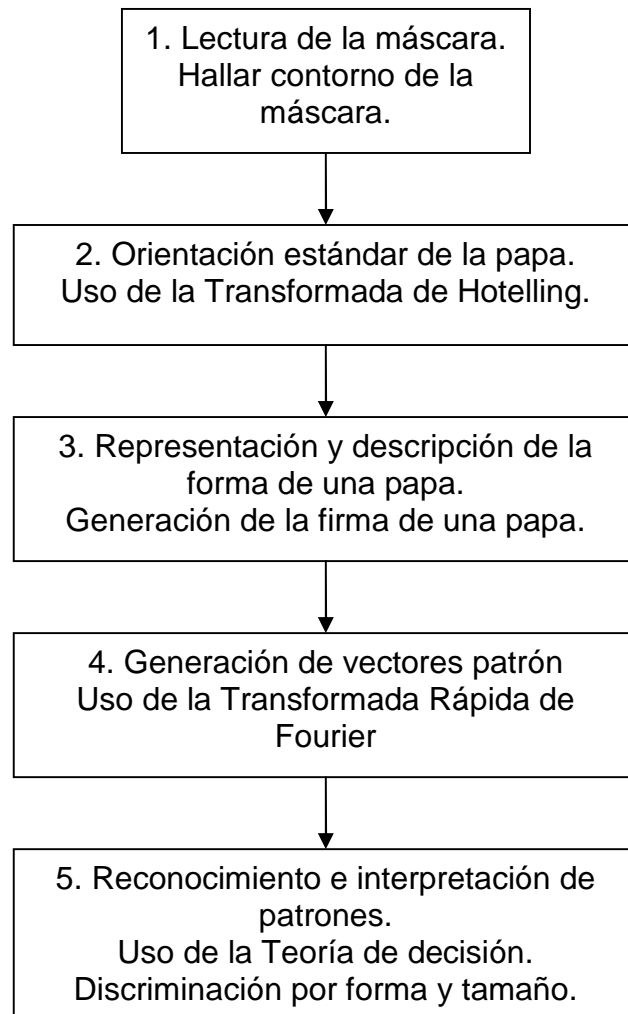 1. Lectura de la máscara.
Hallar contorno de la
máscara.
2. Orientación estándar de la papa.
Uso de la Transformada de Hotelling.
3. Representación y descripción de la
forma de una papa.
Generación de la firma de una papa.
4. Generación de vectores patrón
Uso de la Transformada Rápida de
Fourier
5. Reconocimiento e interpretación de
patrones.
Uso de la Teoría de decisión.
Discriminación por forma y tamaño.